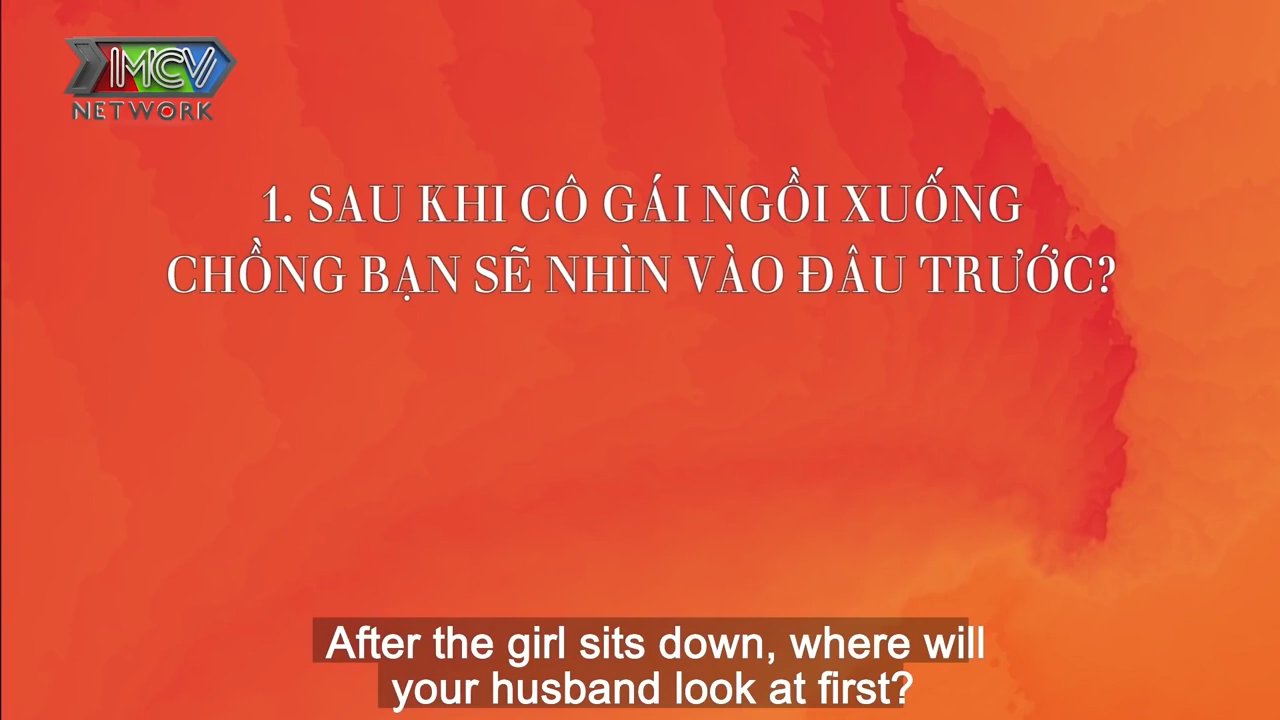 MCV
NETWORK
1. SAU KHI CÔ GÁI NGỒI XUỐNG
CHỒNG BẠN SẼ NHÌN VÀO ĐÂU TRƯỚC?
After the girl sits down, where will
your husband look at first?